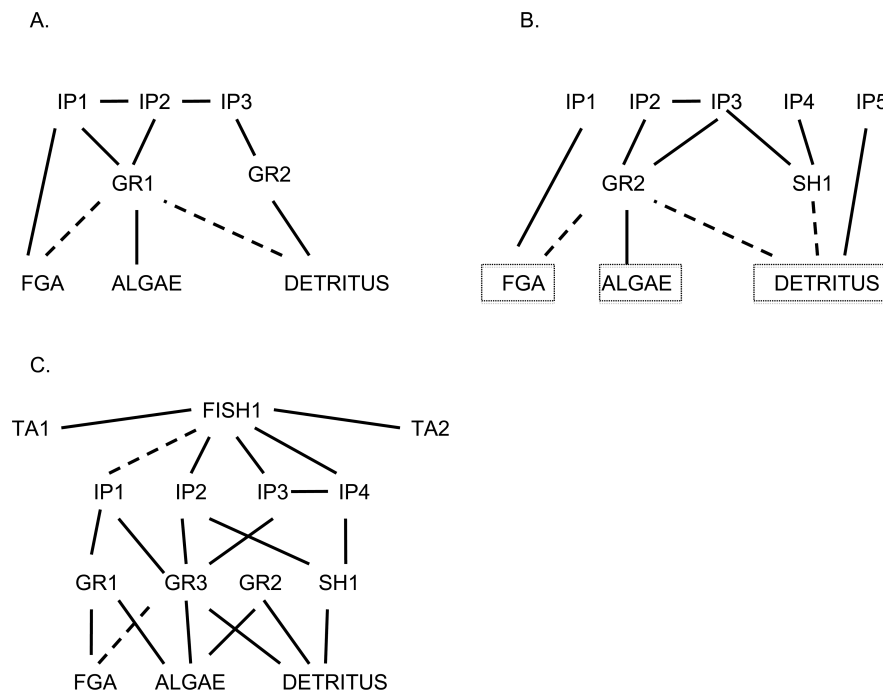 A.
IP1 IP2 IP3
GR1 GR2
FGA ALGAE DETRITUS
B.
IP1 IP2 IP3 IP4 IP5
GR2 SH1
FGA ALGAE DETRITUS
C.
FISH1
TA1 TA2
IP1 IP2 IP3 IP4
GR1 GR3 GR2 SH1
FGA ALGAE DETRITUS